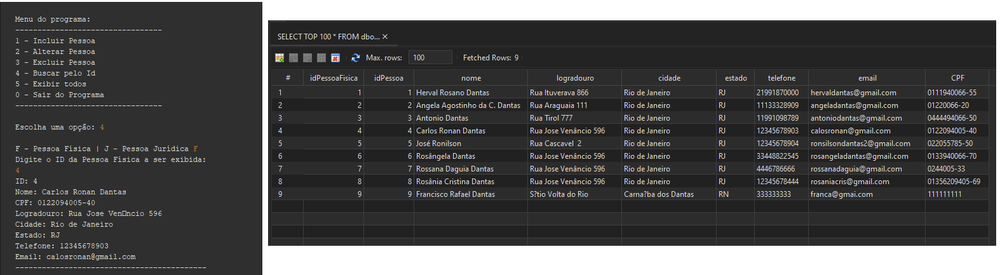 Menu do programa:
---------------------------------
1 - Incluir Pessoa
2 - Alterar Pessoa
3 - Excluir Pessoa
4 - Buscar pelo Id
5 - Exibir todos
0 - Sair do Programa
---------------------------------
Escolha uma opção: 4
F - Pessoa Física | J - Pessoa Jurídica F
Digite o ID da Pessoa Física a ser exibida:
4
ID: 4
Nome: Carlos Ronan Dantas
CPF: 0122094005-40
Logradouro: Rua Jose Ven□ncio 596
Cidade: Rio de Janeiro
Estado: RJ
Telefone: 12345678903
Email: calosronan@gmail.com
-------------------------------------------
SELECT TOP 100 * FROM dbo... ×
Max. rows: 100 Fetched Rows: 9
# idPessoaFisica idPessoa nome logradouro cidade estado telefone email CPF
1 1 1 Herval Rosano Dantas Rua Ituverava 866 Rio de Janeiro RJ 21991870000 hervaldantas@gmail.com 0111940066-55
2 2 2 Angela Agostinho da C. Dantas Rua Araguaia 111 Rio de Janeiro RJ 11133328909 angeladantas@gmail.com 01220066-20
3 3 3 Antonio Dantas Rua Tirol 777 Rio de Janeiro RJ 11991098789 antoniodantas@gmail.com 0444494066-50
4 4 4 Carlos Ronan Dantas Rua Jose Venâncio 596 Rio de Janeiro RJ 12345678903 calosronan@gmail.com 0122094005-40
5 5 5 José Ronilson Rua Cascavel 2 Rio de Janeiro RJ 12345678904 ronsilsondantas2@gmail.com 022055785-50
6 6 6 Rosângela Dantas Rua Jose Venâncio 596 Rio de Janeiro RJ 33448822545 rosangeladantas@gmail.com 0133940066-70
7 7 7 Rossana Daguia Dantas Rua Jose Venâncio 596 Rio de Janeiro RJ 4446786666 rossanadaguia@gmail.com 0244005-33
8 8 8 Rosânia Cristina Dantas Rua Jose Venâncio 596 Rio de Janeiro RJ 12345678444 rosaniacris@gmail.com 01356209405-69
9 9 9 Francisco Rafael Dantas S?tio Volta do Rio Carna?ba dos Dantas RN 333333333 franca@gmai.com 111111111